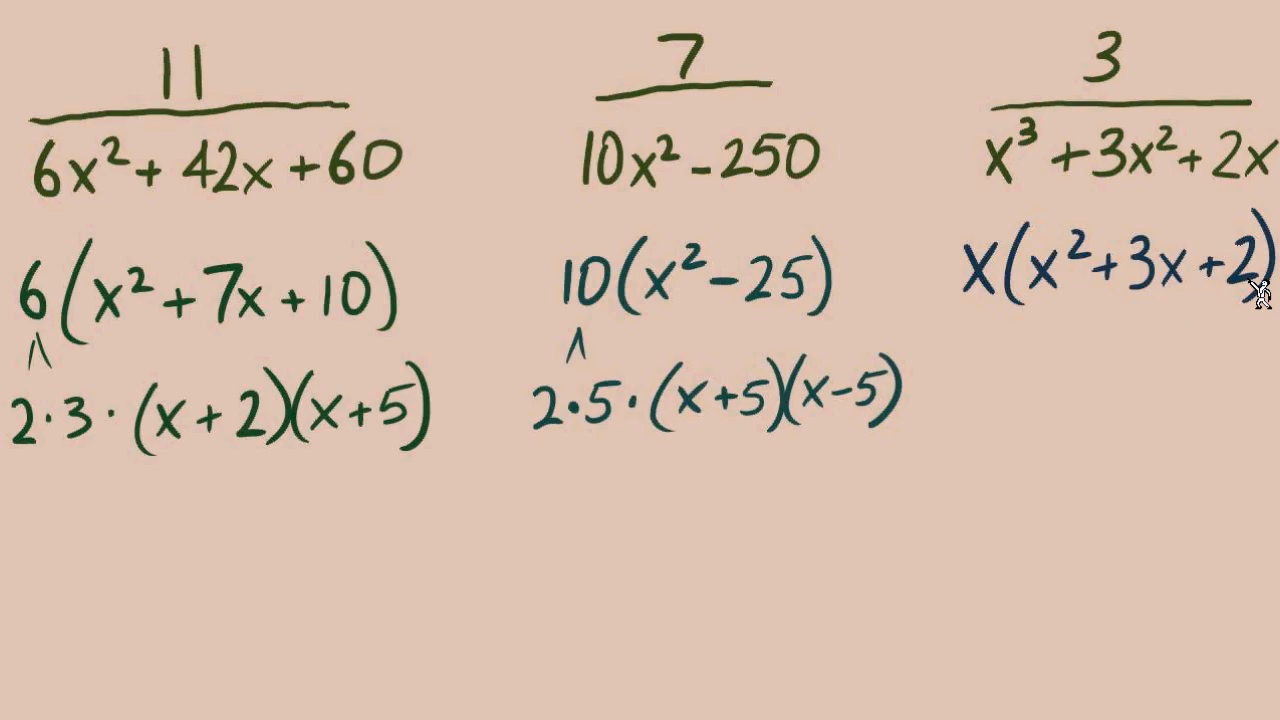 11 7 3
6x² + 42x + 60 10x² - 250 x³ + 3x² + 2x
6(x² + 7x + 10) 10(x² - 25) x(x² + 3x + 2)
2·3·(x + 2)(x + 5) 2·5·(x + 5)(x - 5)